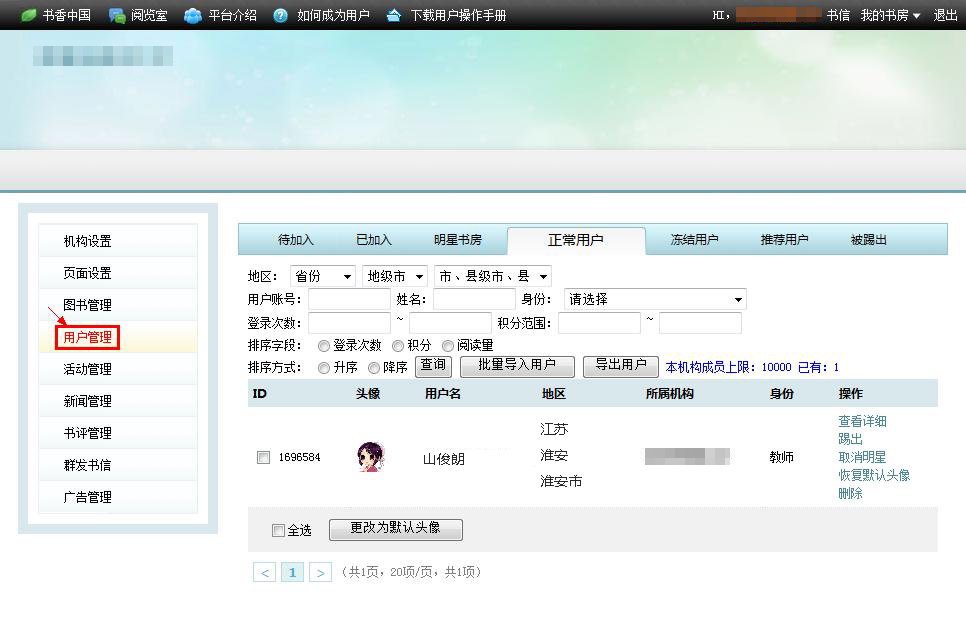 书香中国 阅览室 平台介绍 如何成为用户 下载用户操作手册 HI， 书信 我的书房 退出
机构设置
页面设置
图书管理
用户管理
活动管理
新闻管理
书评管理
群发书信
广告管理
待加入 已加入 明星书房 正常用户 冻结用户 推荐用户 被踢出
地区： 省份 地级市 市、县级市、县
用户账号： 姓名： 身份： 请选择
登录次数： ~ 积分范围： ~
排序字段： 登录次数 积分 阅读量
排序方式： 升序 降序 查询 批量导入用户 导出用户 本机构成员上限：10000 已有：1
ID 头像 用户名 地区 所属机构 身份 操作
1696584 山俊朗 教师
江苏
淮安
淮安市
查看详细
踢出
取消明星
恢复默认头像
删除
全选 更改为默认头像
< 1 > （共1页，20项/页，共1项）